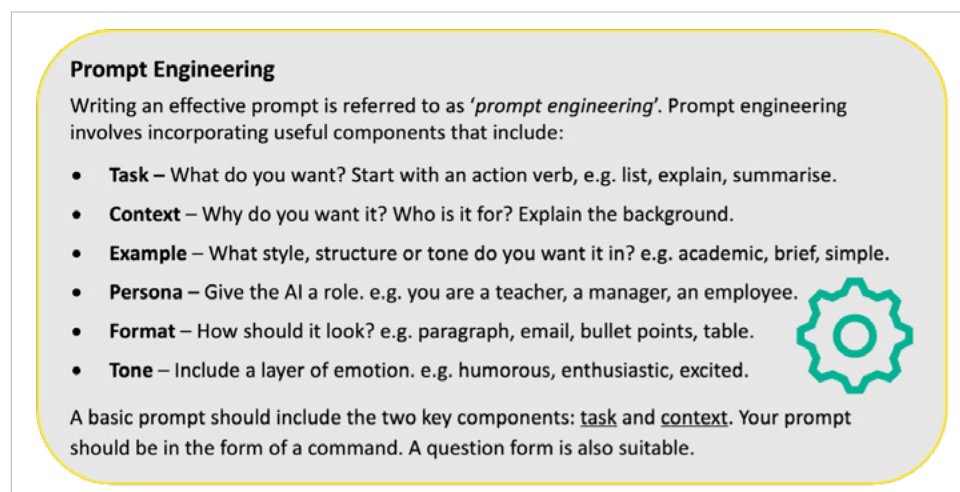 Prompt Engineering
Writing an effective prompt is referred to as ‘prompt engineering’. Prompt engineering
involves incorporating useful components that include:
• Task – What do you want? Start with an action verb, e.g. list, explain, summarise.
• Context – Why do you want it? Who is it for? Explain the background.
• Example – What style, structure or tone do you want it in? e.g. academic, brief, simple.
• Persona – Give the AI a role. e.g. you are a teacher, a manager, an employee.
• Format – How should it look? e.g. paragraph, email, bullet points, table.
• Tone – Include a layer of emotion. e.g. humorous, enthusiastic, excited.
A basic prompt should include the two key components: task and context. Your prompt
should be in the form of a command. A question form is also suitable.